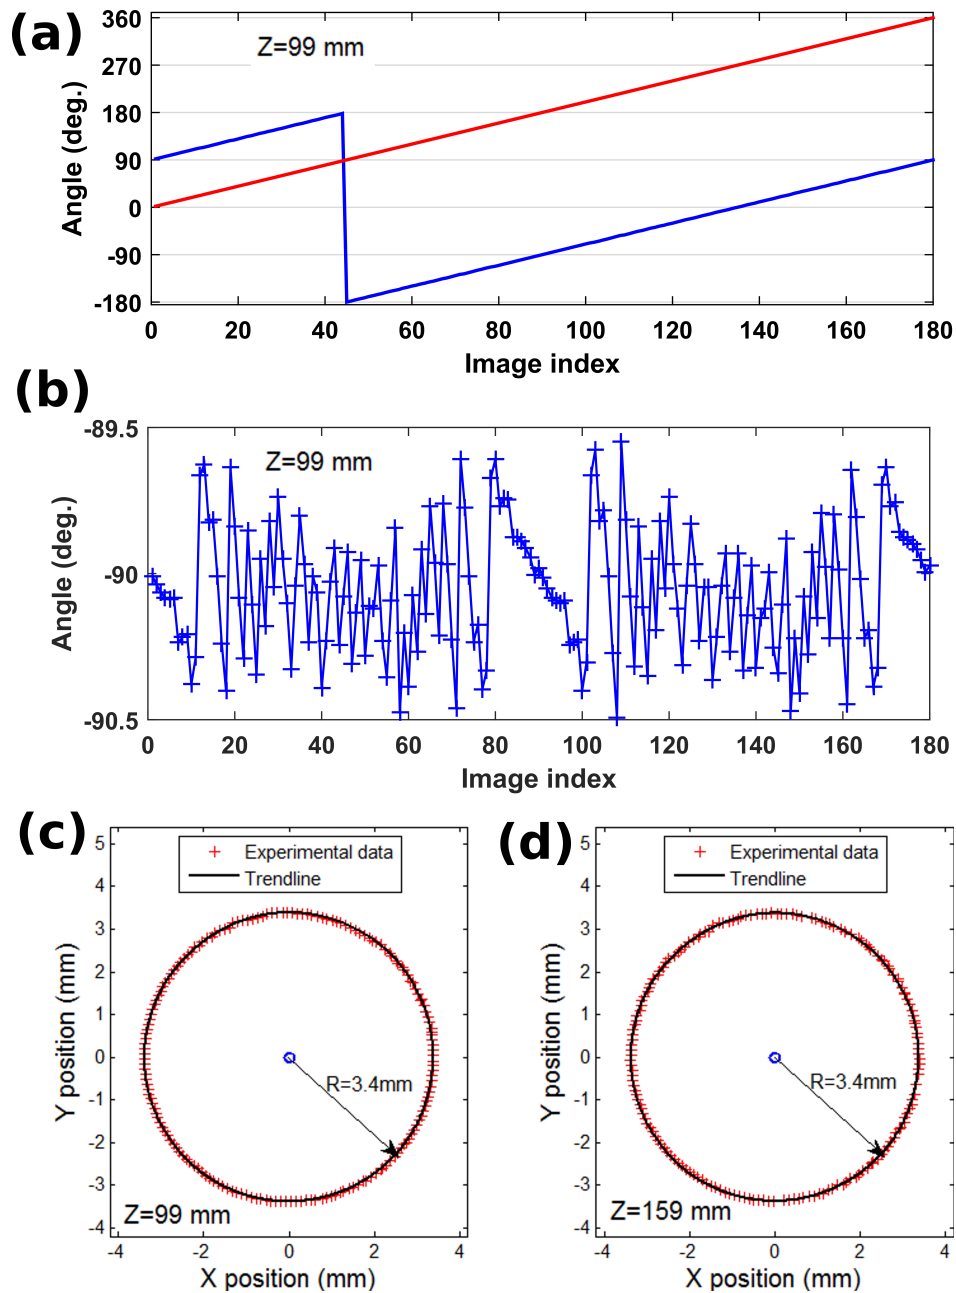 (a)
Z=99 mm
360
270
180
90
0
-90
-180
Angle (deg.)
0 20 40 60 80 100 120 140 160 180
Image index
(b)
Z=99 mm
-89.5
-90
-90.5
Angle (deg.)
0 20 40 60 80 100 120 140 160 180
Image index
(c)
Experimental data
Trendline
5
4
3
2
1
0
-1
-2
-3
-4
Y position (mm)
R=3.4mm
Z=99 mm
-4 -2 0 2 4
X position (mm)
(d)
Experimental data
Trendline
5
4
3
2
1
0
-1
-2
-3
-4
Y position (mm)
R=3.4mm
Z=159 mm
-4 -2 0 2 4
X position (mm)